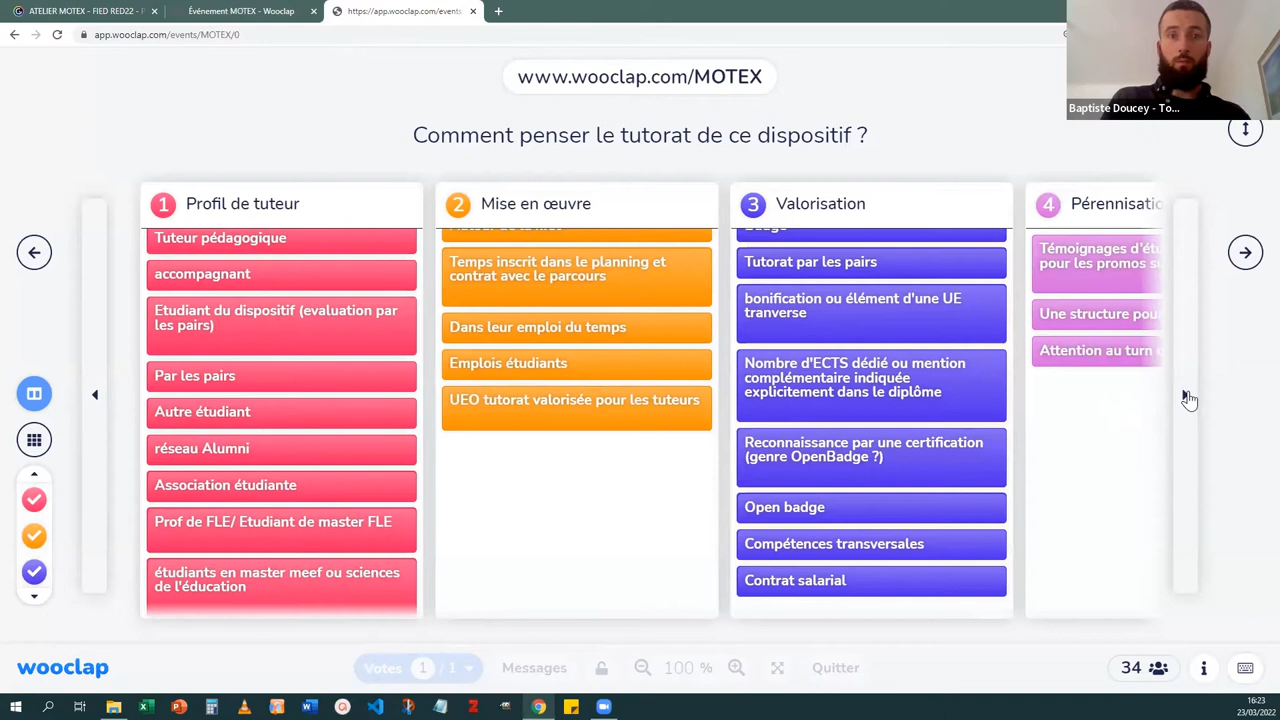 ATELIER MOTEX - FIED RED22 - P
Événement MOTEX - Wooclap
https://app.wooclap.com/events
app.wooclap.com/events/MOTEX/0
Baptiste Doucey - To...
www.wooclap.com/MOTEX
Comment penser le tutorat de ce dispositif ?
1 Profil de tuteur
Tuteur pédagogique
accompagnant
Etudiant du dispositif (evaluation par
les pairs)
Par les pairs
Autre étudiant
réseau Alumni
Association étudiante
Prof de FLE/ Etudiant de master FLE
étudiants en master meef ou sciences
de l'éducation
2 Mise en œuvre
Temps inscrit dans le planning et
contrat avec le parcours
Dans leur emploi du temps
Emplois étudiants
UEO tutorat valorisée pour les tuteurs
3 Valorisation
Badge
Tutorat par les pairs
bonification ou élément d'une UE
tranverse
Nombre d'ECTS dédié ou mention
complémentaire indiquée
explicitement dans le diplôme
Reconnaissance par une certification
(genre OpenBadge ?)
Open badge
Compétences transversales
Contrat salarial
4 Pérennisatio
Témoignages d'étu
pour les promos s
Une structure pou
Attention au turn
wooclap
Votes 1 / 1
Messages
100 %
Quitter
34
16:23
23/03/2022